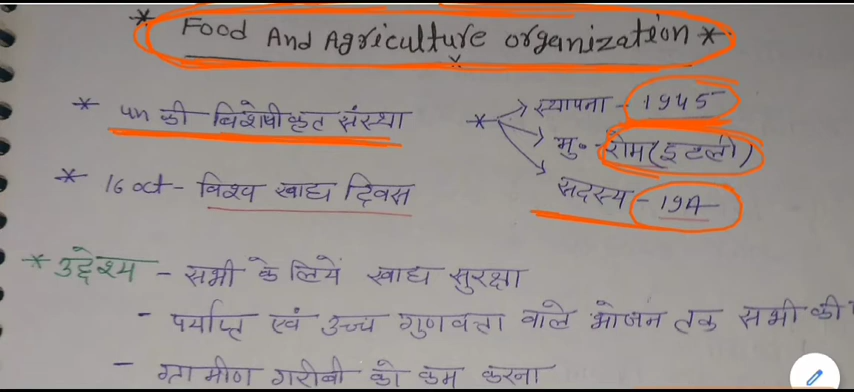 * Food And Agriculture Organization *
* un की विशेषीकृत संस्था
* → स्थापना - 1945
→ मु॰ - रोम (इटली)
→ सदस्य - 194
* 16 oct - विश्व खाद्य दिवस
* उद्देश्य - सभी के लिये खाद्य सुरक्षा
- पर्याप्त एवं उच्च गुणवत्ता वाले भोजन तक सभी की
- ग्रामीण गरीबी को कम करना